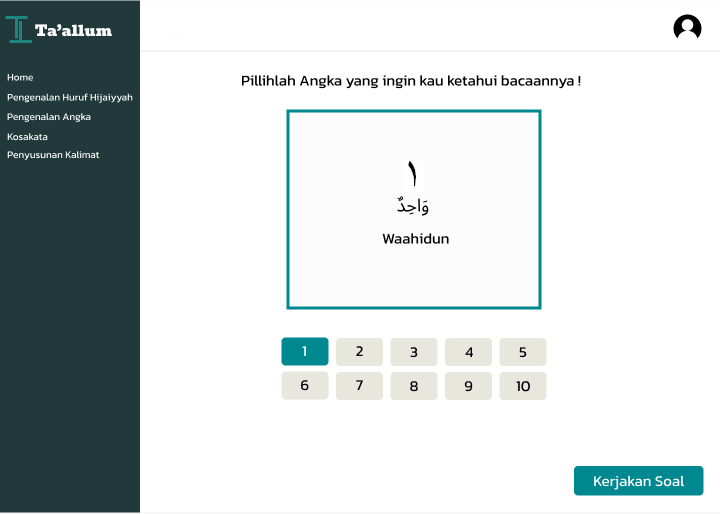 Ta'allum
Home
Pengenalan Huruf Hijaiyyah
Pengenalan Angka
Kosakata
Penyusunan Kalimat
Pillihlah Angka yang ingin kau ketahui bacaannya !
١
وَاحِدٌ
Waahidun
1 2 3 4 5
6 7 8 9 10
Kerjakan Soal